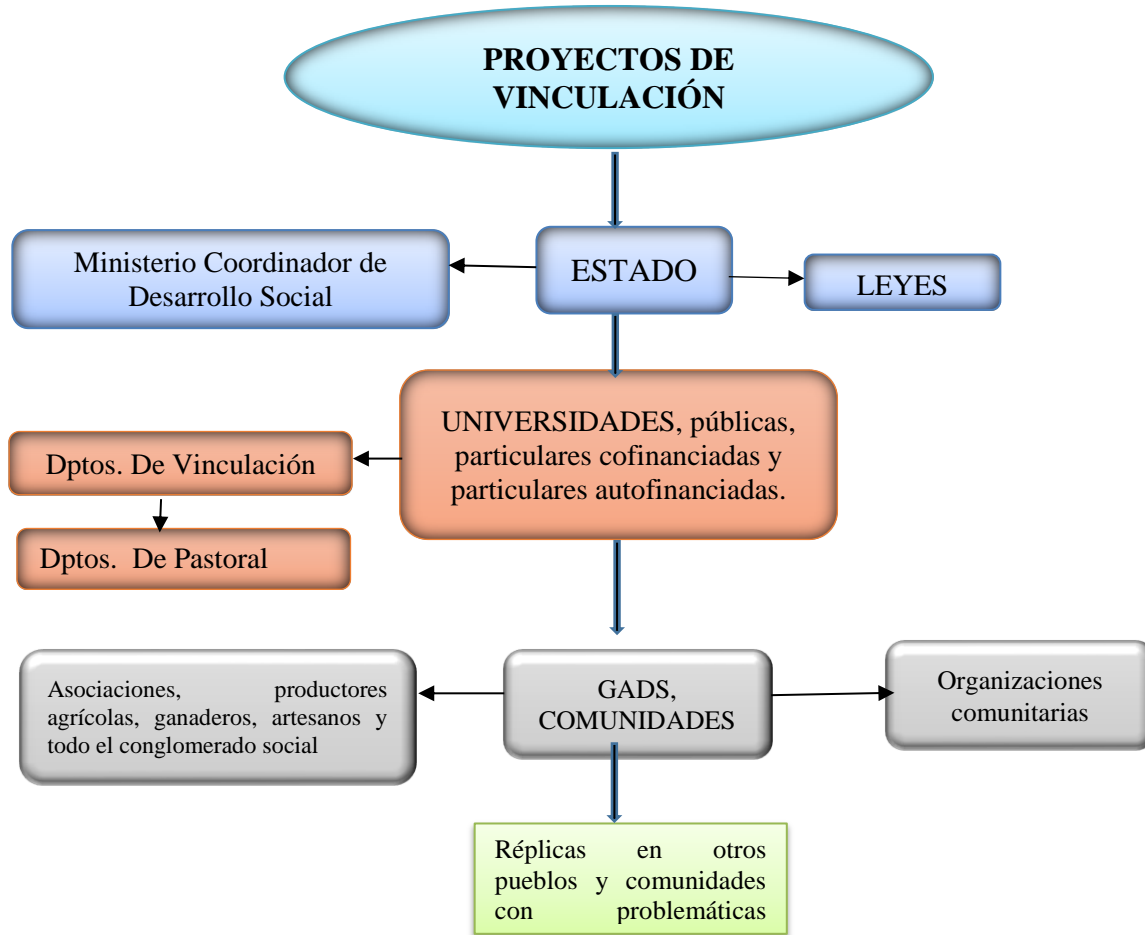 PROYECTOS DE
VINCULACIÓN
Ministerio Coordinador de
Desarrollo Social
ESTADO
LEYES
UNIVERSIDADES, públicas,
particulares cofinanciadas y
particulares autofinanciadas.
Dptos. De Vinculación
Dptos. De Pastoral
Asociaciones, productores
agrícolas, ganaderos, artesanos y
todo el conglomerado social
GADS,
COMUNIDADES
Organizaciones
comunitarias
Réplicas en otros
pueblos y comunidades
con problemáticas